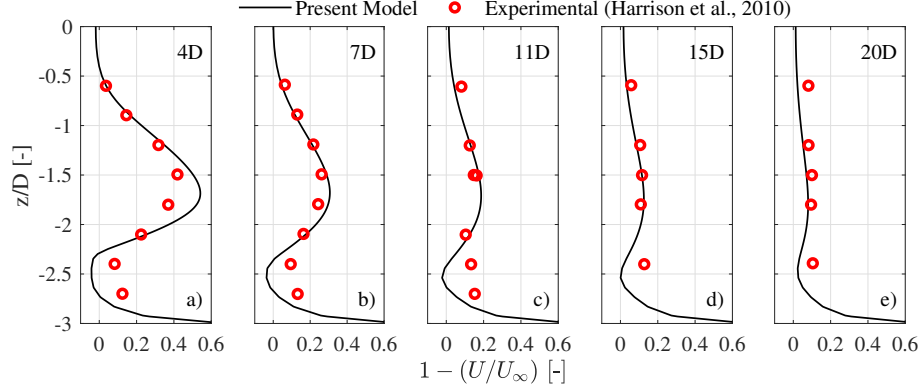 Present Model Experimental (Harrison et al., 2010)
0 4D 7D 11D 15D 20D
-0.5
-1
-1.5
-2
-2.5
-3
z/D [-]
a) b) c) d) e)
0 0.2 0.4 0.6 0 0.2 0.4 0.6 0 0.2 0.4 0.6 0 0.2 0.4 0.6 0 0.2 0.4 0.6
1 − (U/U∞) [-]